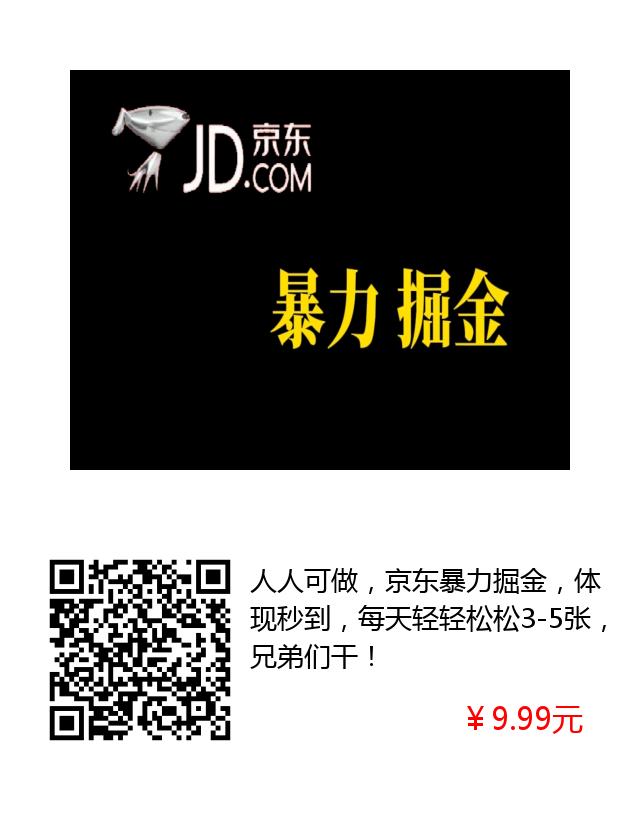 JD.京东
.COM
暴力 掘金
人人可做，京东暴力掘金，体
现秒到，每天轻轻松松3-5张，
兄弟们干！
￥9.99元